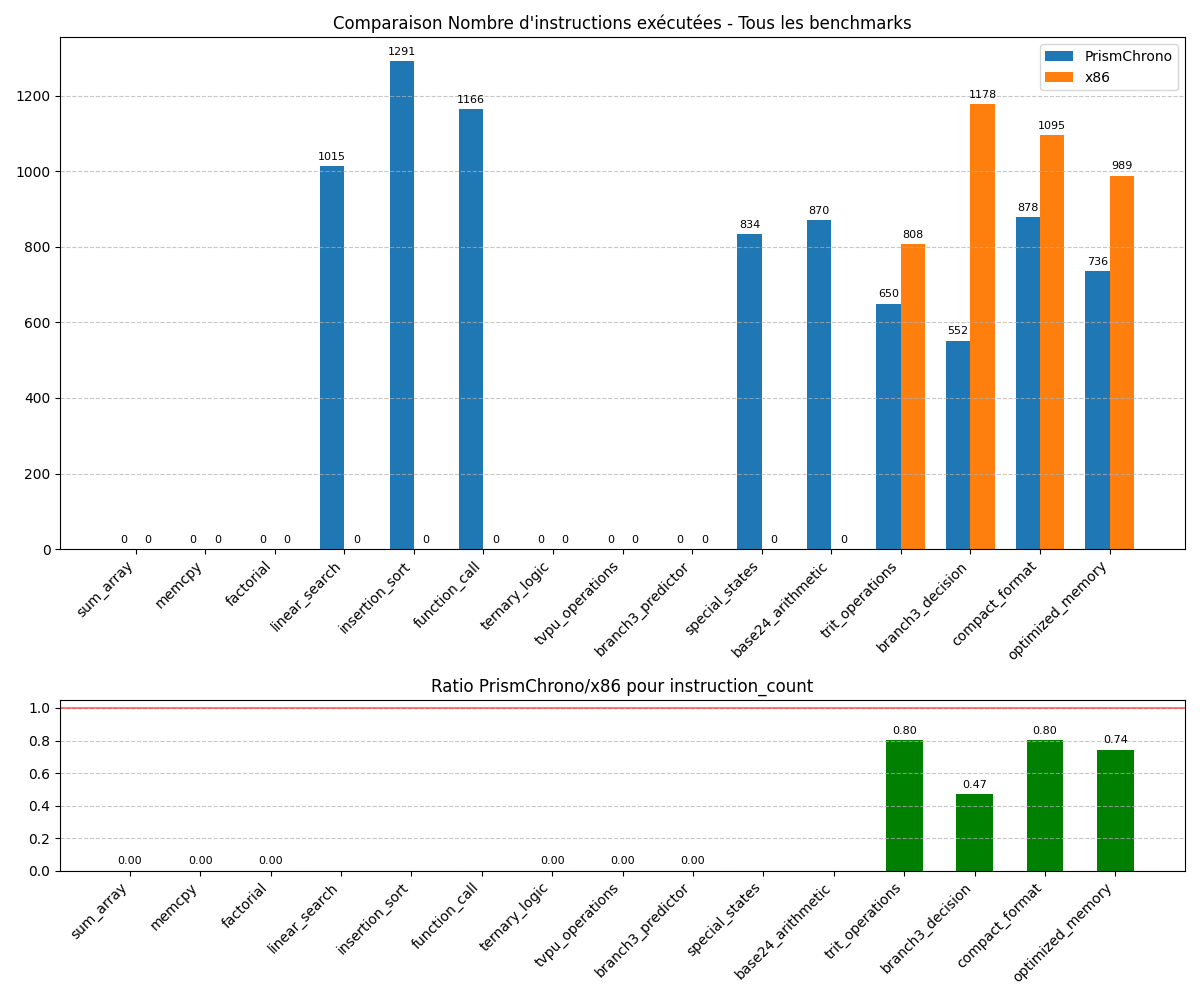 Comparaison Nombre d'instructions exécutées - Tous les benchmarks
PrismChrono
x86
1200
1000
800
600
400
200
0
0 0
0 0
0 0
1015 0
1291 0
1166 0
0 0
0 0
0 0
834 0
870 0
650 808
552 1178
878 1095
736 989
sum_array
memcpy
factorial
linear_search
insertion_sort
function_call
ternary_logic
tvpu_operations
branch3_predictor
special_states
base24_arithmetic
trit_operations
branch3_decision
compact_format
optimized_memory
Ratio PrismChrono/x86 pour instruction_count
1.0
0.8
0.6
0.4
0.2
0.0
0.00
0.00
0.00
0.00
0.00
0.00
0.80
0.47
0.80
0.74
sum_array
memcpy
factorial
linear_search
insertion_sort
function_call
ternary_logic
tvpu_operations
branch3_predictor
special_states
base24_arithmetic
trit_operations
branch3_decision
compact_format
optimized_memory